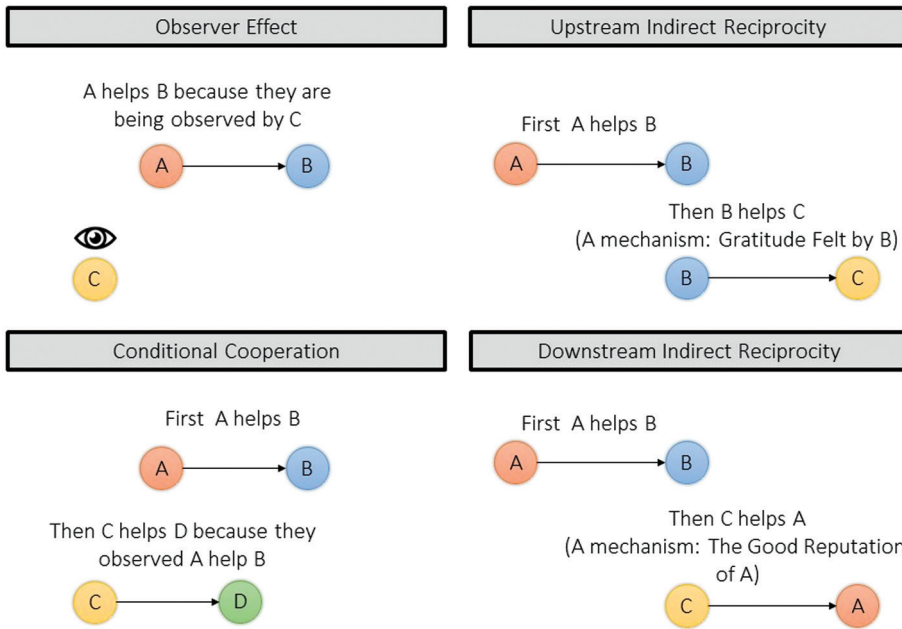 Observer Effect
A helps B because they are
being observed by C
A
B
C
Upstream Indirect Reciprocity
First A helps B
A
B
Then B helps C
(A mechanism: Gratitude Felt by B)
B
C
Conditional Cooperation
First A helps B
A
B
Then C helps D because they
observed A help B
C
D
Downstream Indirect Reciprocity
First A helps B
A
B
Then C helps A
(A mechanism: The Good Reputation
of A)
C
A